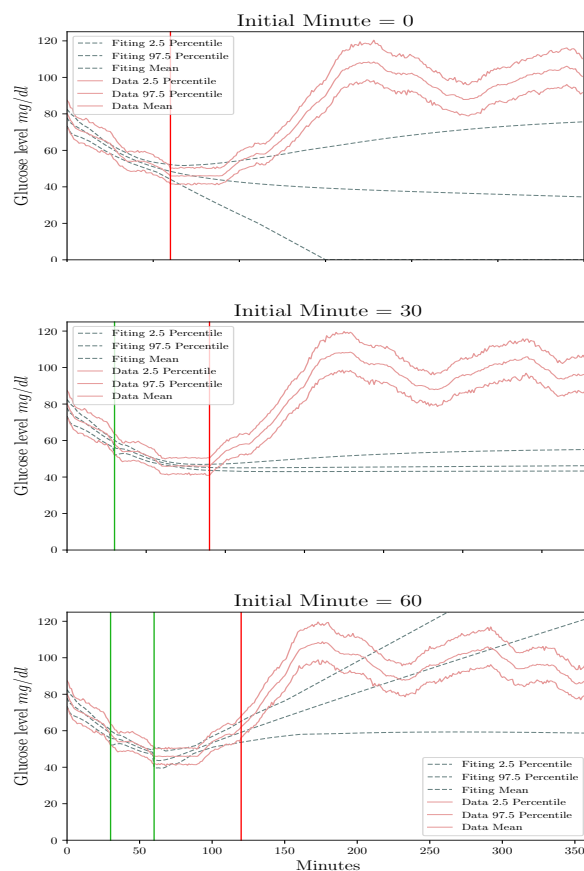 Initial Minute = 0
120
100
80
60
40
20
0
Glucose level mg/dl
Fiting 2.5 Percentile
Fiting 97.5 Percentile
Fiting Mean
Data 2.5 Percentile
Data 97.5 Percentile
Data Mean
Initial Minute = 30
120
100
80
60
40
20
0
Glucose level mg/dl
Fiting 2.5 Percentile
Fiting 97.5 Percentile
Fiting Mean
Data 2.5 Percentile
Data 97.5 Percentile
Data Mean
Initial Minute = 60
120
100
80
60
40
20
0
Glucose level mg/dl
Fiting 2.5 Percentile
Fiting 97.5 Percentile
Fiting Mean
Data 2.5 Percentile
Data 97.5 Percentile
Data Mean
0 50 100 150 200 250 300 350
Minutes